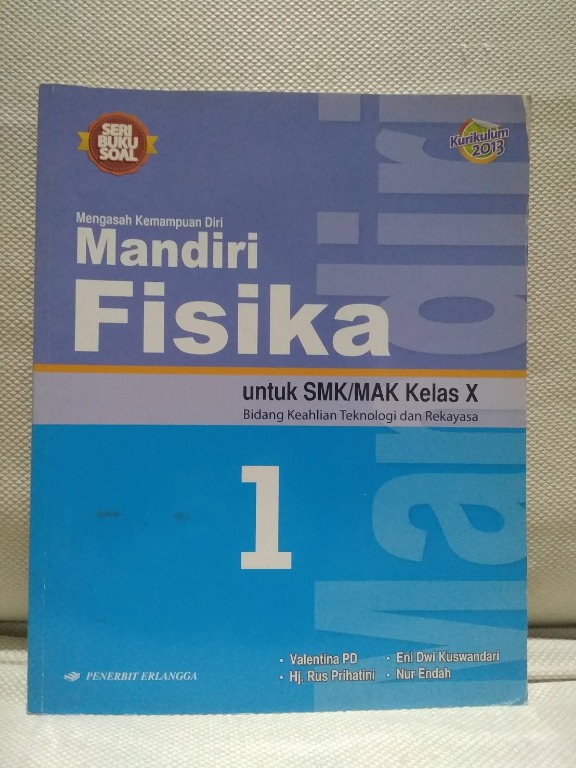 SERI
BUKU
SOAL
Kurikulum
2013
Mengasah Kemampuan Diri
Mandiri
Fisika
untuk SMK/MAK Kelas X
Bidang Keahlian Teknologi dan Rekayasa
1
Mandiri
• Valentina PD • Eni Dwi Kuswandari
• Hj. Rus Prihatini • Nur Endah
PENERBIT ERLANGGA